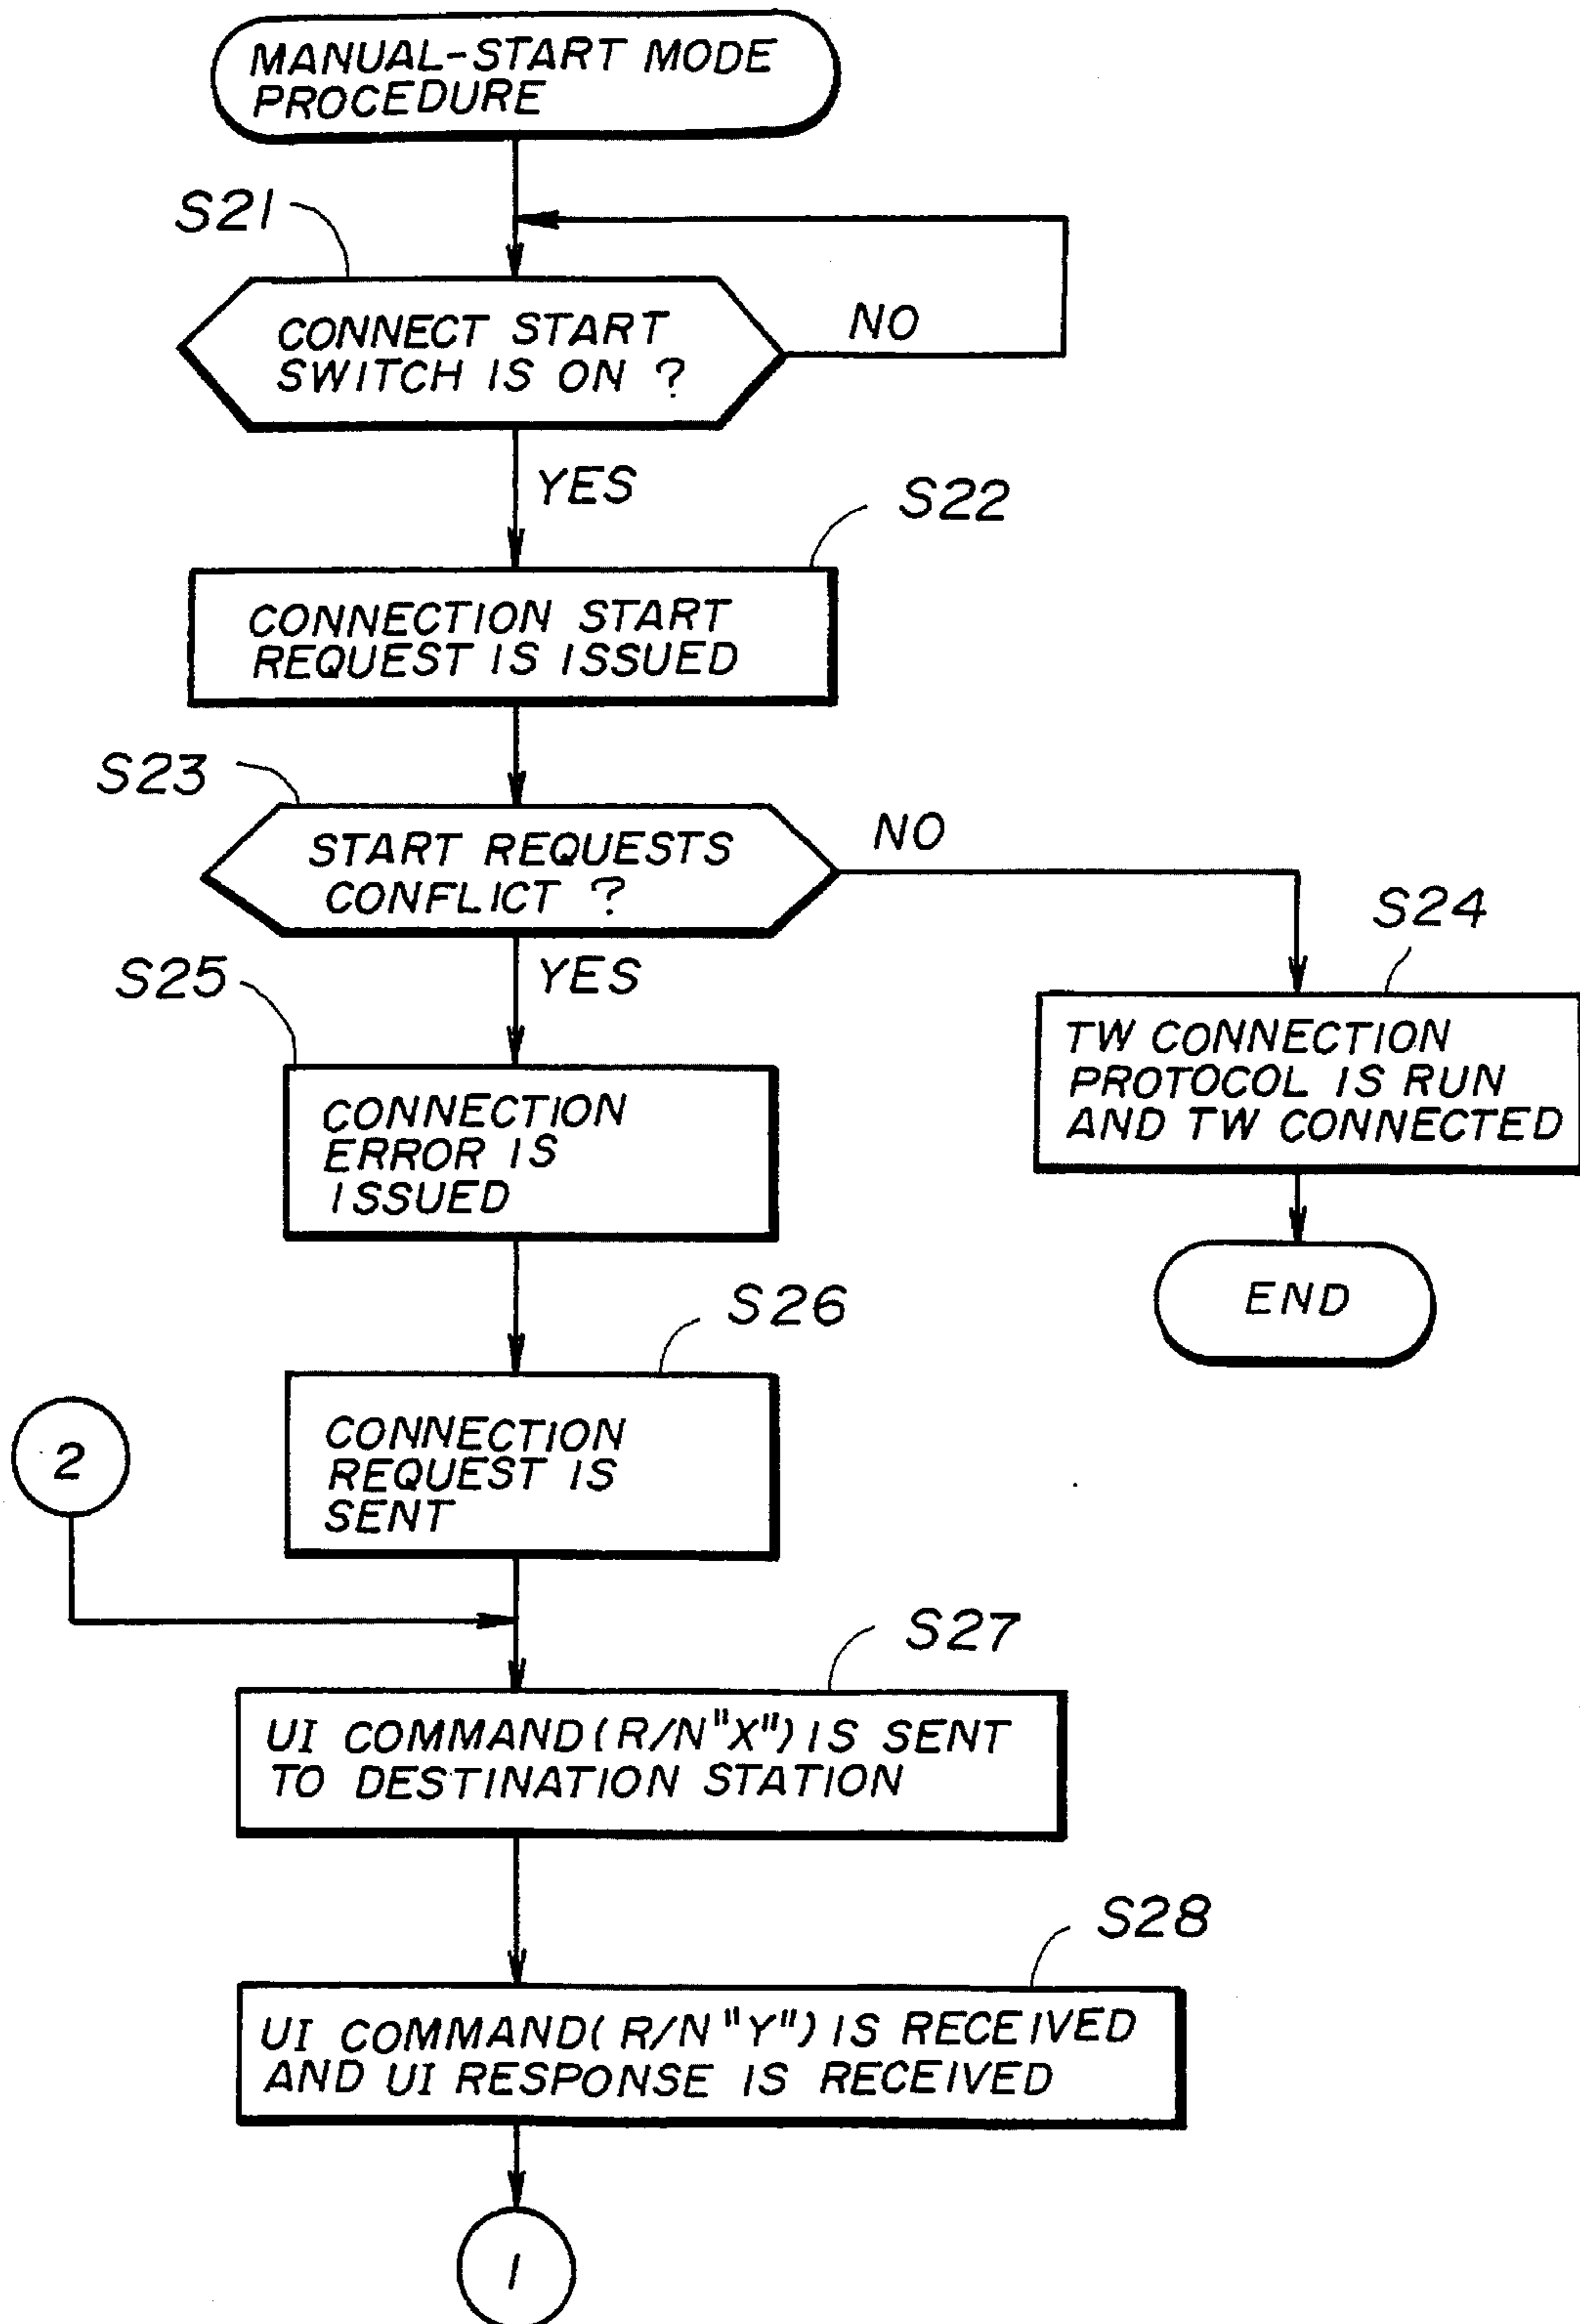 MANUAL-START MODE
PROCEDURE
S21
CONNECT START
SWITCH IS ON ?
NO
YES
S22
CONNECTION START
REQUEST IS ISSUED
S23
START REQUESTS
CONFLICT ?
NO
S24
YES
S25
TW CONNECTION
PROTOCOL IS RUN
AND TW CONNECTED
CONNECTION
ERROR IS
ISSUED
END
S26
CONNECTION
REQUEST IS
SENT
2
S27
UI COMMAND(R/N"X") IS SENT
TO DESTINATION STATION
S28
UI COMMAND(R/N"Y") IS RECEIVED
AND UI RESPONSE IS RECEIVED
1